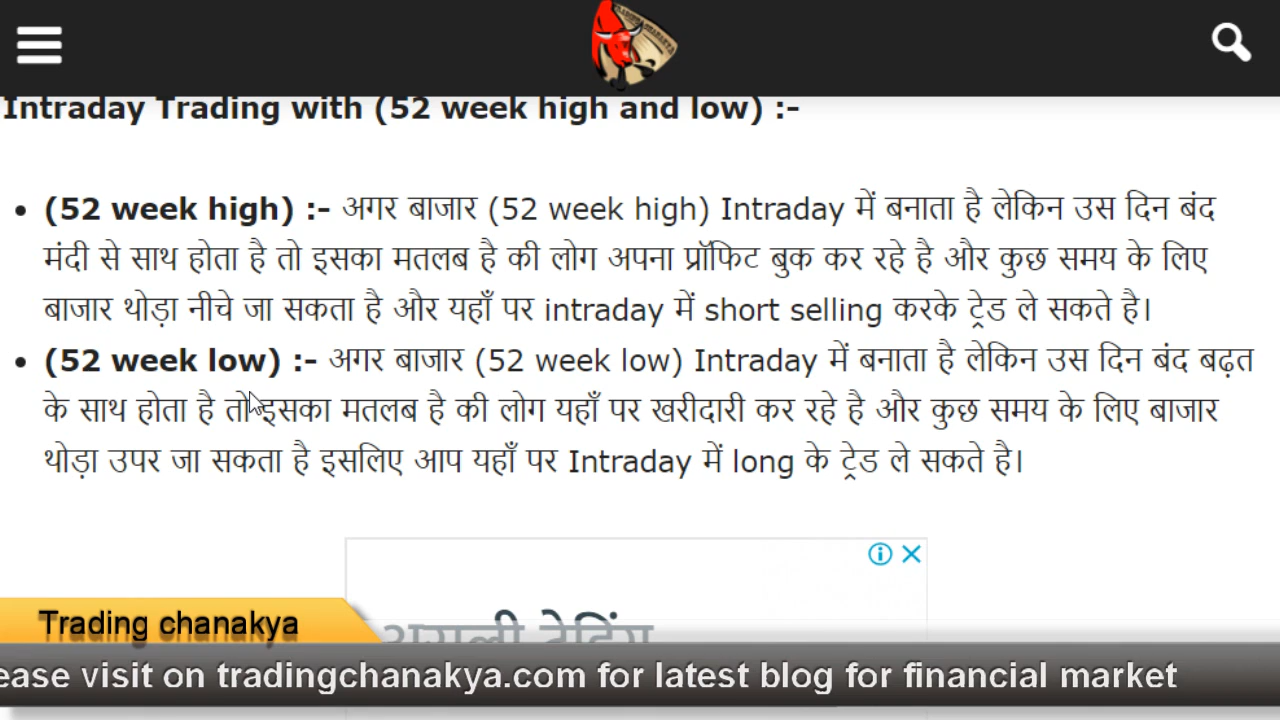 Intraday Trading with (52 week high and low) :-
(52 week high) :- अगर बाजार (52 week high) Intraday में बनाता है लेकिन उस दिन बंद
मंदी से साथ होता है तो इसका मतलब है की लोग अपना प्रॉफिट बुक कर रहे है और कुछ समय के लिए
बाजार थोड़ा नीचे जा सकता है और यहाँ पर intraday में short selling करके ट्रेड ले सकते है।
(52 week low) :- अगर बाजार (52 week low) Intraday में बनाता है लेकिन उस दिन बंद बढ़त
के साथ होता है तो इसका मतलब है की लोग यहाँ पर खरीदारी कर रहे है और कुछ समय के लिए बाजार
थोड़ा उपर जा सकता है इसलिए आप यहाँ पर Intraday में long के ट्रेड ले सकते है।
Trading chanakya
ease visit on tradingchanakya.com for latest blog for financial market